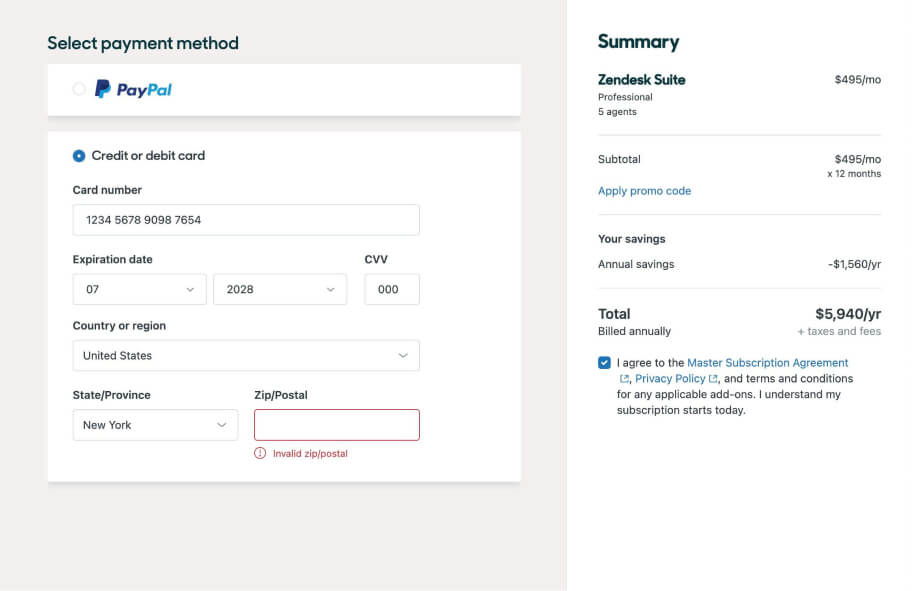 Select payment method
PayPal
Credit or debit card
Card number
1234 5678 9098 7654
Expiration date
CVV
07
2028
000
Country or region
United States
State/Province
Zip/Postal
New York
Invalid zip/postal
Summary
Zendesk Suite
$495/mo
Professional
5 agents
Subtotal
$495/mo
x 12 months
Apply promo code
Your savings
Annual savings
-$1,560/yr
Total
$5,940/yr
Billed annually
+ taxes and fees
I agree to the Master Subscription Agreement
, Privacy Policy , and terms and conditions
for any applicable add-ons. I understand my
subscription starts today.